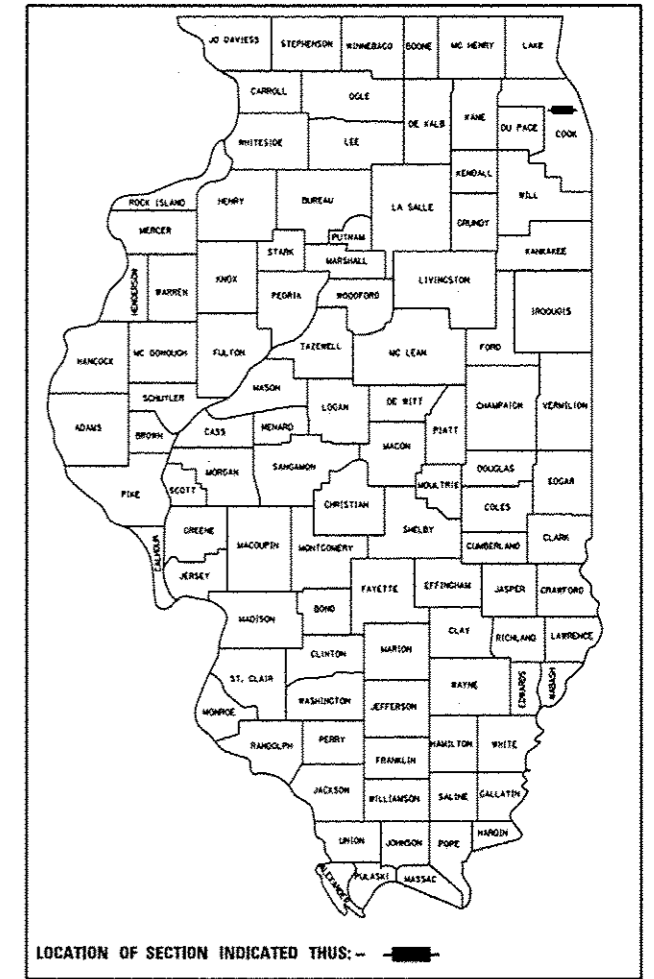 JO DAVIESS
STEPHENSON
WINNEBAGO
BOONE
MC HENRY
LAKE
CARROLL
OGLE
DE KALB
KANE
DU PAGE
COOK
WHITESIDE
LEE
KENDALL
WILL
ROCK ISLAND
HENRY
BUREAU
LA SALLE
GRUNDY
MERCER
PUTNAM
KANKAKEE
STARK
MARSHALL
HENDERSON
WARREN
KNOX
PEORIA
WOODFORD
LIVINGSTON
IROQUOIS
FORD
HANCOCK
MC DONOUGH
FULTON
TAZEWELL
MC LEAN
MASON
SCHUYLER
LOGAN
DE WITT
CHAMPAIGN
VERMILION
ADAMS
BROWN
CASS
MENARD
MACON
PIATT
MORGAN
SANGAMON
DOUGLAS
PIKE
SCOTT
CHRISTIAN
MOULTRIE
EDGAR
COLES
GREENE
SHELBY
CALHOUN
MACOUPIN
MONTGOMERY
CUMBERLAND
CLARK
JERSEY
FAYETTE
EFFINGHAM
JASPER
CRAWFORD
BOND
MADISON
CLAY
RICHLAND
LAWRENCE
CLINTON
MARION
ST. CLAIR
WAYNE
EDWARDS
WABASH
WASHINGTON
JEFFERSON
MONROE
RANDOLPH
PERRY
HAMILTON
WHITE
FRANKLIN
JACKSON
WILLIAMSON
SALINE
GALLATIN
UNION
JOHNSON
POPE
HARDIN
ALEXANDER
PULASKI
MASSAC
LOCATION OF SECTION INDICATED THUS: -